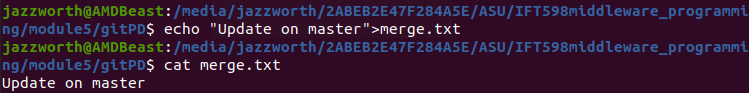 jazzworth@AMDBeast:/media/jazzworth/2ABEB2E47F284A5E/ASU/IFT598middleware_programmi
ng/module5/gitPD$ echo "Update on master">merge.txt
jazzworth@AMDBeast:/media/jazzworth/2ABEB2E47F284A5E/ASU/IFT598middleware_programmi
ng/module5/gitPD$ cat merge.txt
Update on master